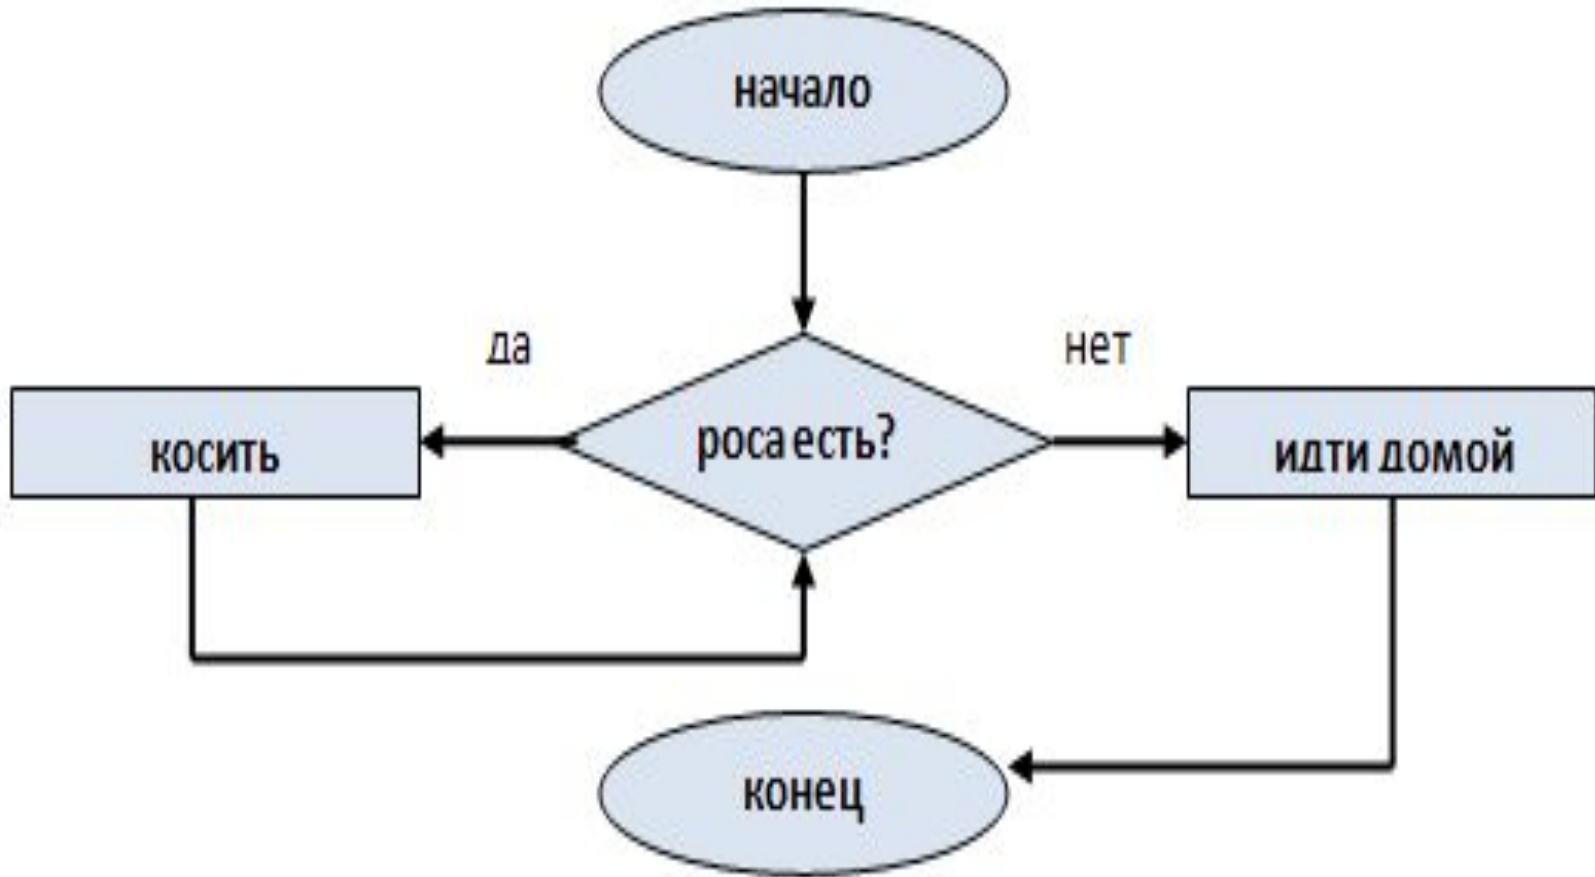 начало
да
нет
косить
роса есть?
идти домой
конец